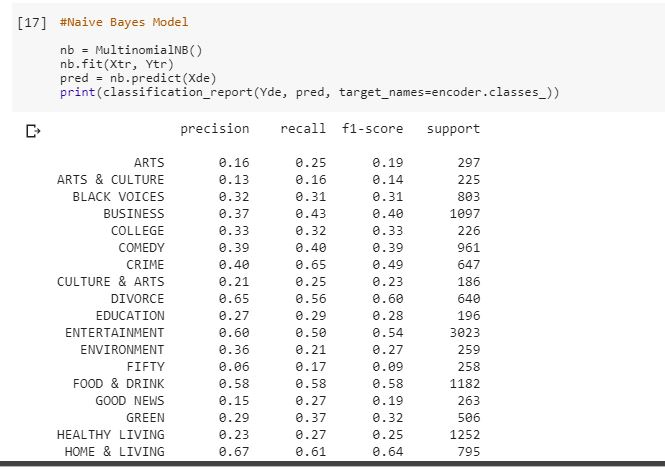 [17] #Naive Bayes Model
nb = MultinomialNB()
nb.fit(Xtr, Ytr)
pred = nb.predict(Xde)
print(classification_report(Yde, pred, target_names=encoder.classes_))
precision recall f1-score support
ARTS 0.16 0.25 0.19 297
ARTS & CULTURE 0.13 0.16 0.14 225
BLACK VOICES 0.32 0.31 0.31 803
BUSINESS 0.37 0.43 0.40 1097
COLLEGE 0.33 0.32 0.33 226
COMEDY 0.39 0.40 0.39 961
CRIME 0.40 0.65 0.49 647
CULTURE & ARTS 0.21 0.25 0.23 186
DIVORCE 0.65 0.56 0.60 640
EDUCATION 0.27 0.29 0.28 196
ENTERTAINMENT 0.60 0.50 0.54 3023
ENVIRONMENT 0.36 0.21 0.27 259
FIFTY 0.06 0.17 0.09 258
FOOD & DRINK 0.58 0.58 0.58 1182
GOOD NEWS 0.15 0.27 0.19 263
GREEN 0.29 0.37 0.32 506
HEALTHY LIVING 0.23 0.27 0.25 1252
HOME & LIVING 0.67 0.61 0.64 795